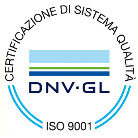 CERTIFICAZIONE DI SISTEMA QUALITÀ
DNV·GL
ISO 9001